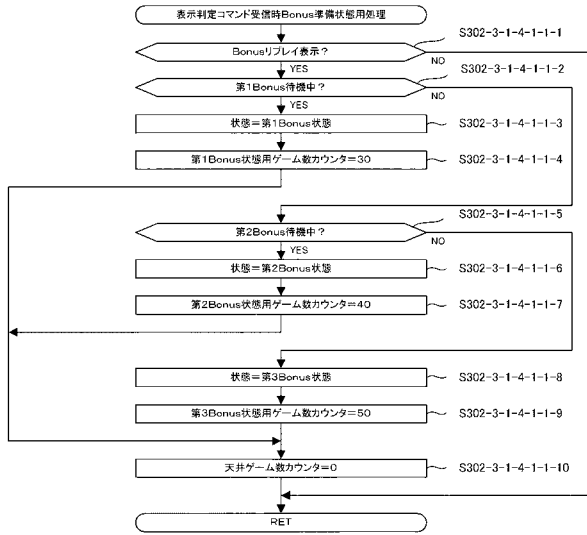 表示判定コマンド受信時Bonus準備状態用処理
Bonusリプレイ表示？
S302-3-1-4-1-1-1
NO
YES
第1Bonus待機中？
S302-3-1-4-1-1-2
NO
YES
状態＝第1Bonus状態
S302-3-1-4-1-1-3
第1Bonus状態用ゲーム数カウンター＝30
S302-3-1-4-1-1-4
第2Bonus待機中？
S302-3-1-4-1-1-5
NO
YES
状態＝第2Bonus状態
S302-3-1-4-1-1-6
第2Bonus状態用ゲーム数カウンター＝40
S302-3-1-4-1-1-7
状態＝第3Bonus状態
S302-3-1-4-1-1-8
第3Bonus状態用ゲーム数カウンター＝50
S302-3-1-4-1-1-9
天井ゲーム数カウンター＝0
S302-3-1-4-1-1-10
RET